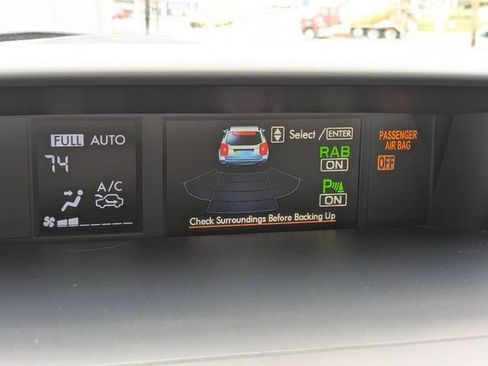 FULL AUTO
74
A/C
Select / ENTER
RAB
ON
P
ON
Check Surroundings Before Backing Up
PASSENGER
AIR BAG
OFF